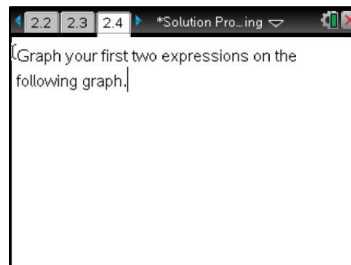 2.2 2.3 2.4 *Solution Pro...ing
Graph your first two expressions on the
following graph.